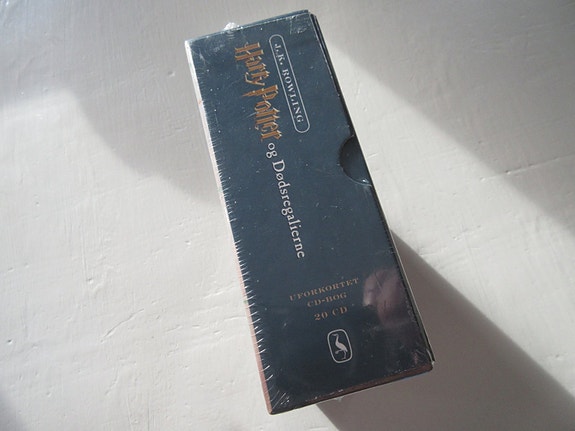 J.K. ROWLING
Harry Potter
og Dødsregalierne
UFORKORTET
CD-BOG
20 CD